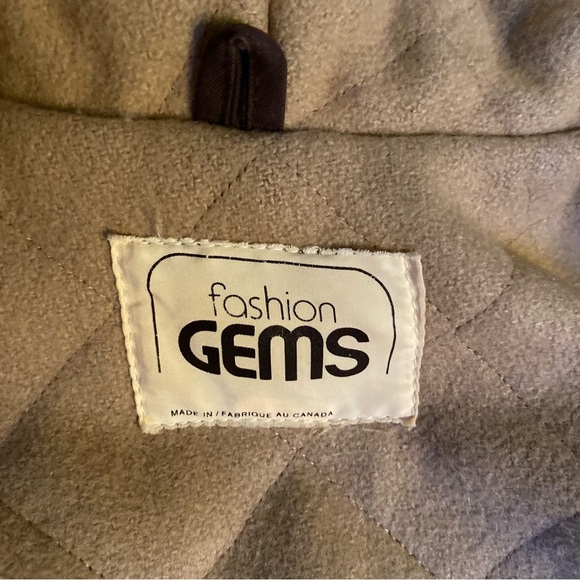 fashion
GEMS
MADE IN / FABRIQUE AU CANADA